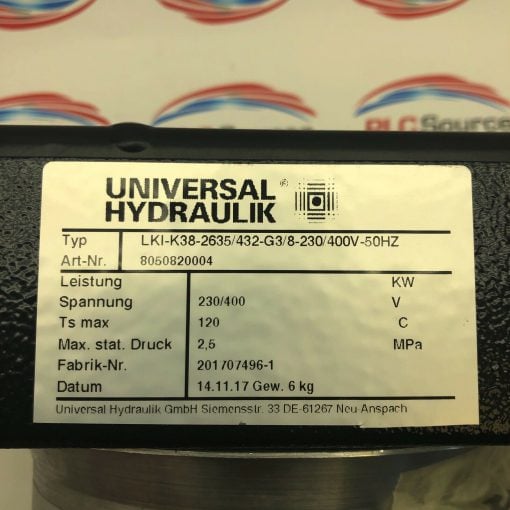 PLCSource
UNIVERSAL ®
HYDRAULIK
Typ LKI-K38-2635/432-G3/8-230/400V-50HZ
Art-Nr. 8050820004
Leistung KW
Spannung 230/400 V
Ts max 120 C
Max. stat. Druck 2,5 MPa
Fabrik-Nr. 201707496-1
Datum 14.11.17 Gew. 6 kg
Universal Hydraulik GmbH Siemensstr. 33 DE-61267 Neu-Anspach